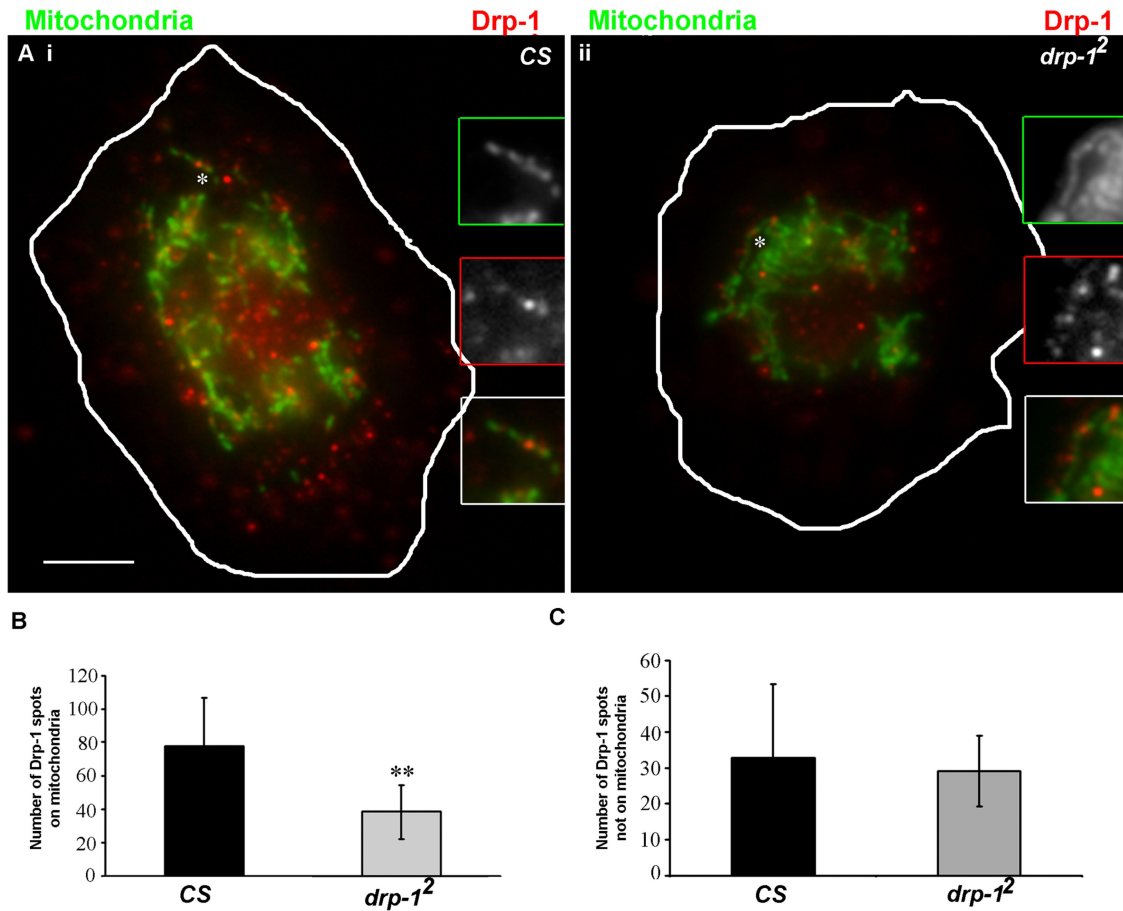 Mitochondria Drp-1 Mitochondria Drp-1
A i CS ii drp-1²
*
*
B
C
Number of Drp-1 spots
on mitochondria
120
100
80
60
40
20
0
**
CS drp-1²
Number of Drp-1 spots
not on mitochondria
60
50
40
30
20
10
0
CS drp-1²